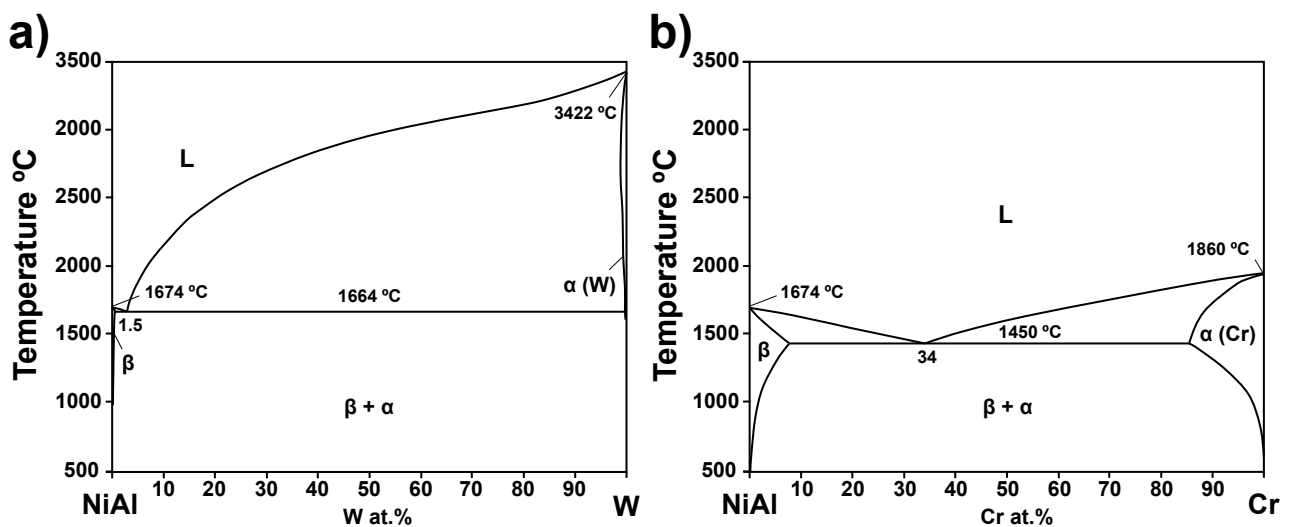 a)
3500
2000
2500
2000
1500
1000
500
Temperature ºC
L
3422 ºC
α (W)
1674 ºC
1664 ºC
1.5
β
β + α
NiAl
10 20 30 40 50 60 70 80 90
W
W at.%
b)
3500
2000
2500
2000
1500
1000
500
Temperature ºC
L
1860 ºC
1674 ºC
1450 ºC
β
34
α (Cr)
β + α
NiAl
10 20 30 40 50 60 70 80 90
Cr
Cr at.%